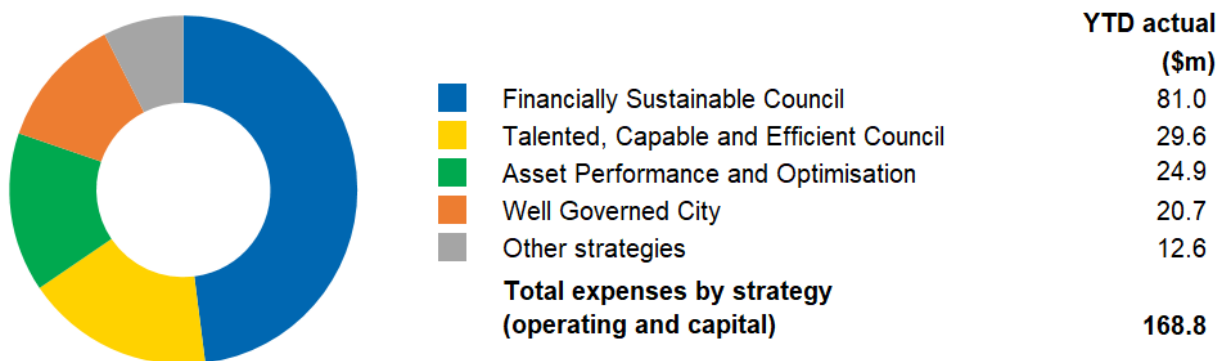 YTD actual
($m)
Financially Sustainable Council 81.0
Talented, Capable and Efficient Council 29.6
Asset Performance and Optimisation 24.9
Well Governed City 20.7
Other strategies 12.6
Total expenses by strategy
(operating and capital) 168.8